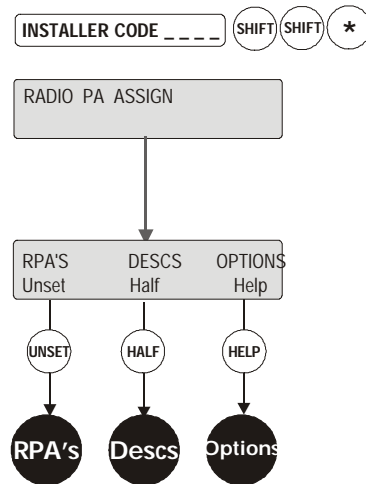 INSTALLER CODE _ _ _ _ SHIFT SHIFT *
RADIO PA ASSIGN
RPA'S DESCS OPTIONS
Unset Half Help
UNSET HALF HELP
RPA's Descs Options